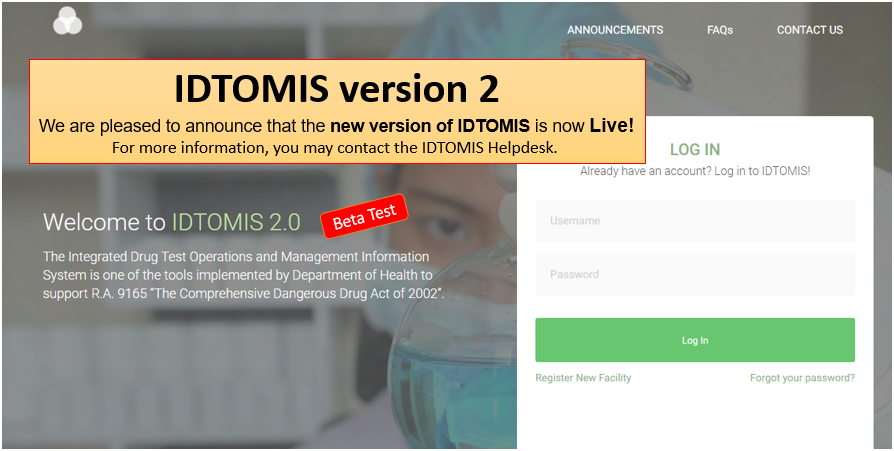 ANNOUNCEMENTS FAQs CONTACT US
IDTOMIS version 2
We are pleased to announce that the new version of IDTOMIS is now Live!
For more information, you may contact the IDTOMIS Helpdesk.
Welcome to IDTOMIS 2.0
Beta Test
The Integrated Drug Test Operations and Management Information
System is one of the tools implemented by Department of Health to
support R.A. 9165 “The Comprehensive Dangerous Drug Act of 2002”.
LOG IN
Already have an account? Log in to IDTOMIS!
Username
Password
Log In
Register New Facility Forgot your password?